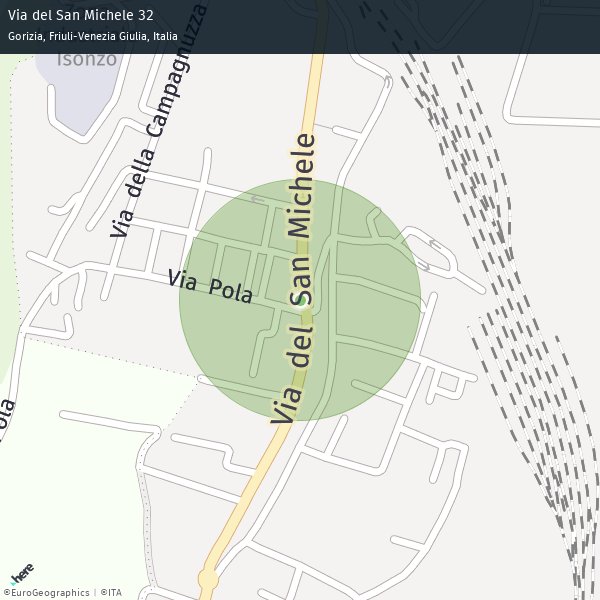 Via del San Michele 32
Gorizia, Friuli-Venezia Giulia, Italia
Isonzo
Via della Campagnuzza
Via del San Michele
Via Pola
here
©EuroGeographics | ©ITA